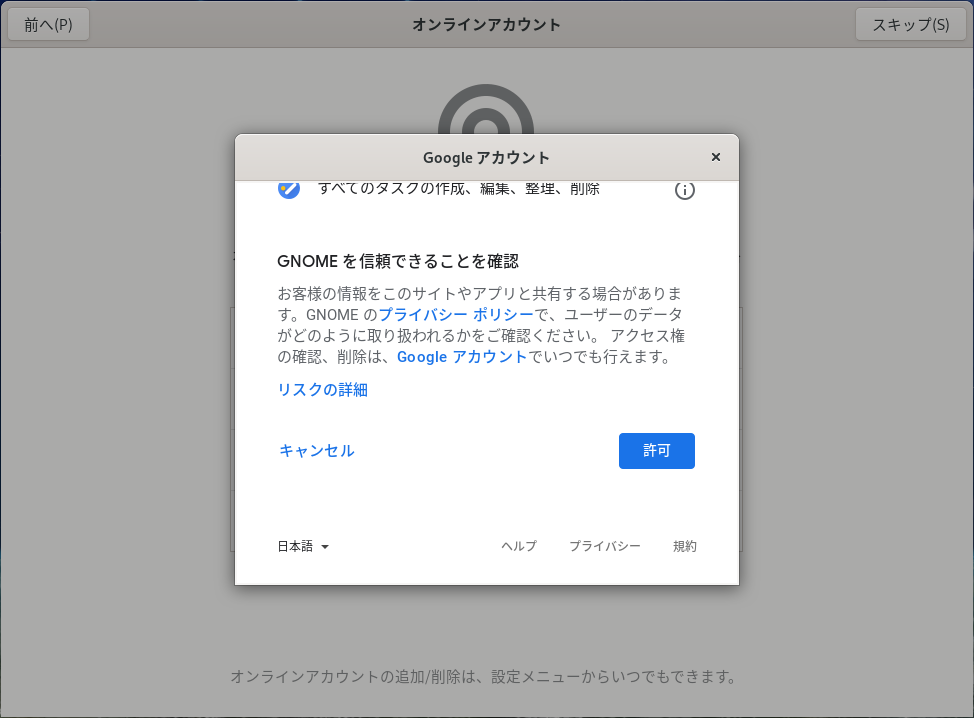 前へ(P)
オンラインアカウント
スキップ(S)
Google アカウント
すべてのタスクの作成、編集、整理、削除
GNOME を信頼できることを確認
お客様の情報をこのサイトやアプリと共有する場合がありま
す。GNOME のプライバシー ポリシーで、ユーザーのデータ
がどのように取り扱われるかをご確認ください。 アクセス権
の確認、削除は、Google アカウントでいつでも行えます。
リスクの詳細
キャンセル
許可
日本語
ヘルプ
プライバシー
規約
オンラインアカウントの追加/削除は、設定メニューからいつでもできます。